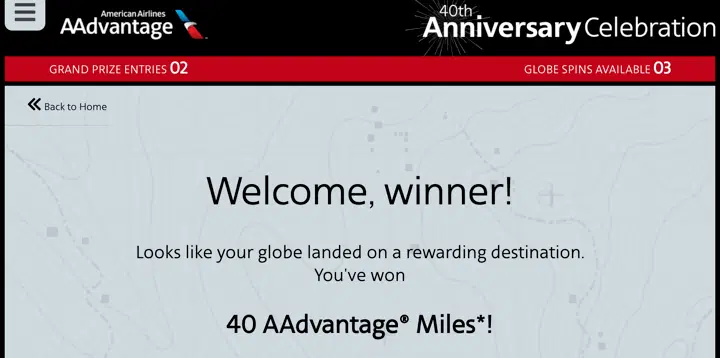 American Airlines
AAdvantage
40th
Anniversary Celebration
GRAND PRIZE ENTRIES 02
GLOBE SPINS AVAILABLE 03
Back to Home
Welcome, winner!
Looks like your globe landed on a rewarding destination.
You've won
40 AAdvantage® Miles*!